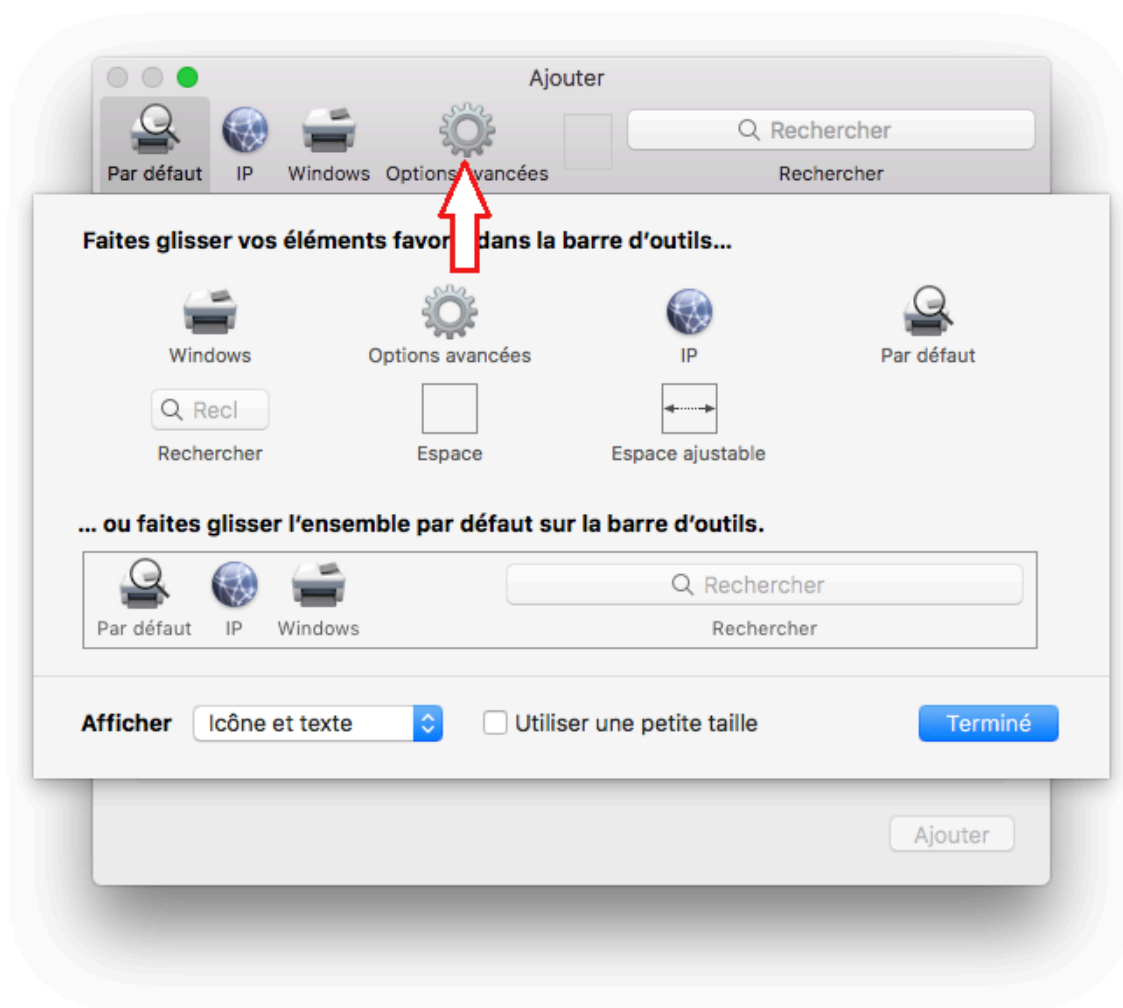 Ajouter
Rechercher
Par défaut IP Windows Options avancées Rechercher
Faites glisser vos éléments favor dans la barre d'outils...
Windows Options avancées IP Par défaut
Recl
Rechercher Espace Espace ajustable
... ou faites glisser l'ensemble par défaut sur la barre d'outils.
Rechercher
Par défaut IP Windows Rechercher
Afficher Icône et texte Utiliser une petite taille Terminé
Ajouter